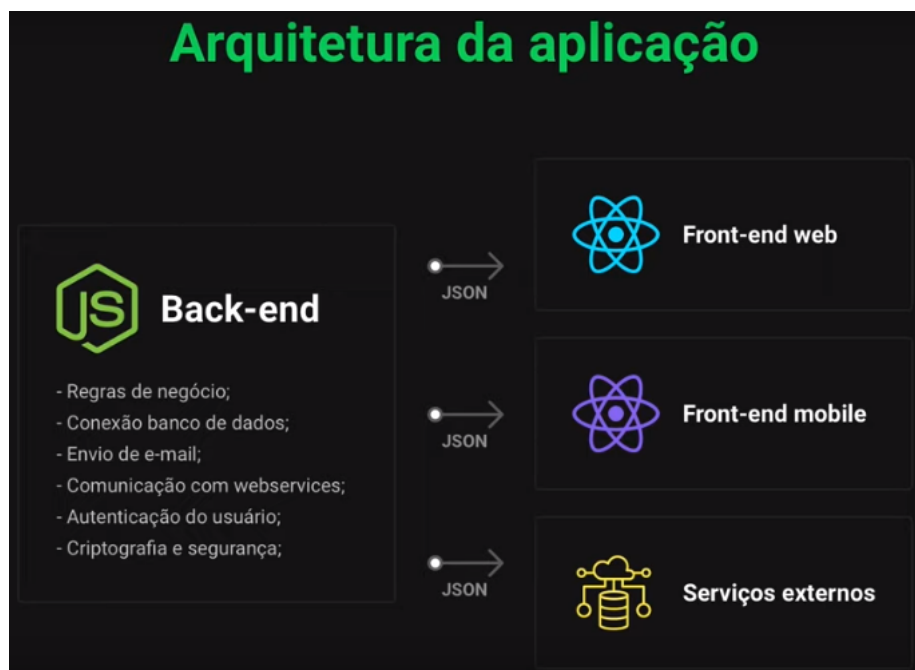 Arquitetura da aplicação
JS
Back-end
- Regras de negócio;
- Conexão banco de dados;
- Envio de e-mail;
- Comunicação com webservices;
- Autenticação do usuário;
- Criptografia e segurança;
JSON
JSON
JSON
Front-end web
Front-end mobile
Serviços externos